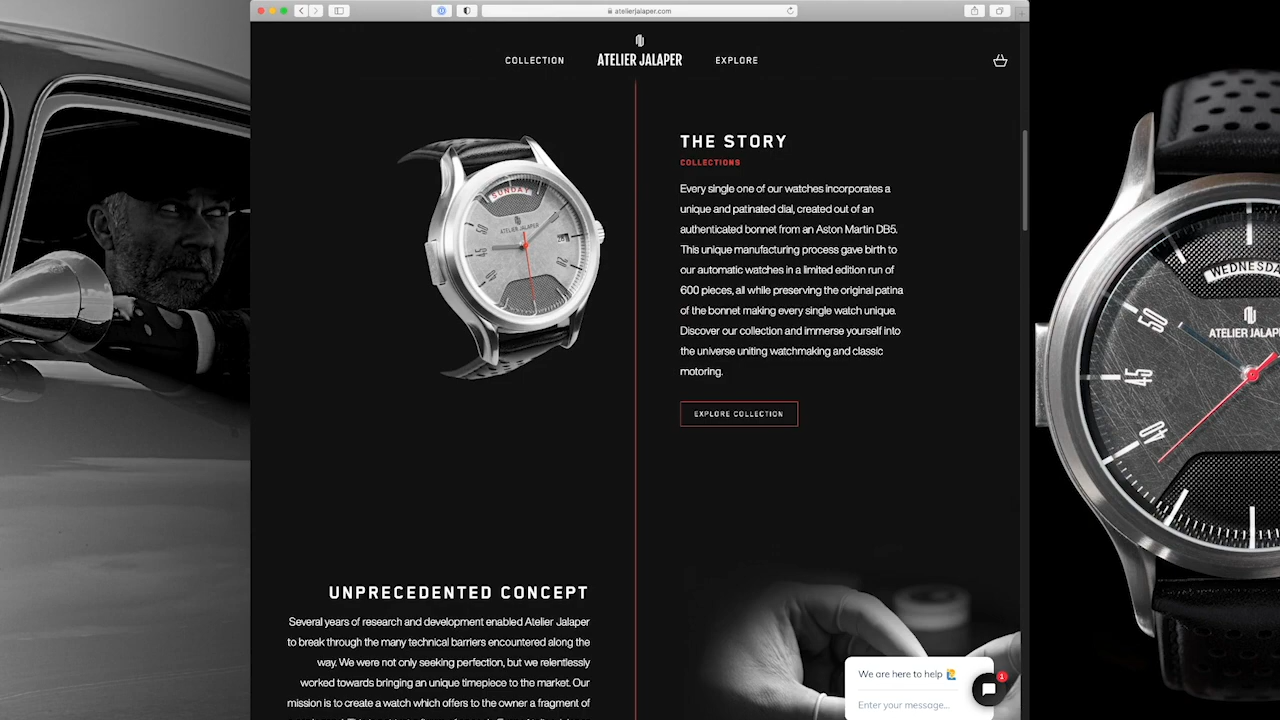 atelierjalaper.com
COLLECTION
ATELIER JALAPER
EXPLORE
THE STORY
COLLECTIONS
Every single one of our watches incorporates a
unique and patinated dial, created out of an
authenticated bonnet from an Aston Martin DB5.
This unique manufacturing process gave birth to
our automatic watches in a limited edition run of
600 pieces, all while preserving the original patina
of the bonnet making every single watch unique.
Discover our collection and immerse yourself into
the universe uniting watchmaking and classic
motoring.
EXPLORE COLLECTION
SUNDAY
ATELIER JALAPER
50
45
40
20
UNPRECEDENTED CONCEPT
Several years of research and development enabled Atelier Jalaper
to break through the many technical barriers encountered along the
way. We were not only seeking perfection, but we relentlessly
worked towards bringing an unique timepiece to the market. Our
mission is to create a watch which offers to the owner a fragment of
We are here to help
1
Enter your message...
WEDNESDA
ATELIER JALAP
50
45
40